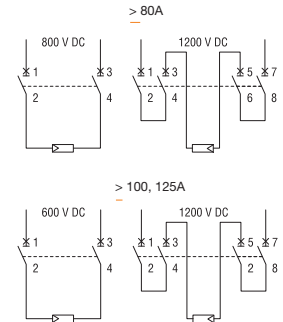 > 80A
800 V DC 1200 V DC
1 3 1 3 5 7
2 4 2 4 6 8
> 100, 125A
600 V DC 1200 V DC
1 3 1 3 5 7
2 4 2 4 2 8